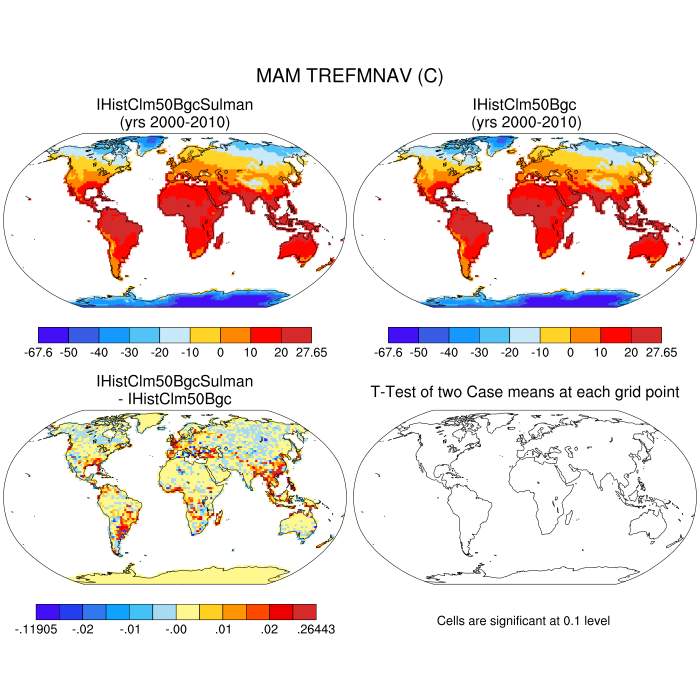 MAM TREFMNAV (C)
IHistClm50BgcSulman
(yrs 2000-2010)
IHistClm50Bgc
(yrs 2000-2010)
-67.6 -50 -40 -30 -20 -10 0 10 20 27.65
-67.6 -50 -40 -30 -20 -10 0 10 20 27.65
IHistClm50BgcSulman
- IHistClm50Bgc
T-Test of two Case means at each grid point
-.11905 -.02 -.01 -.00 .01 .02 .26443
Cells are significant at 0.1 level